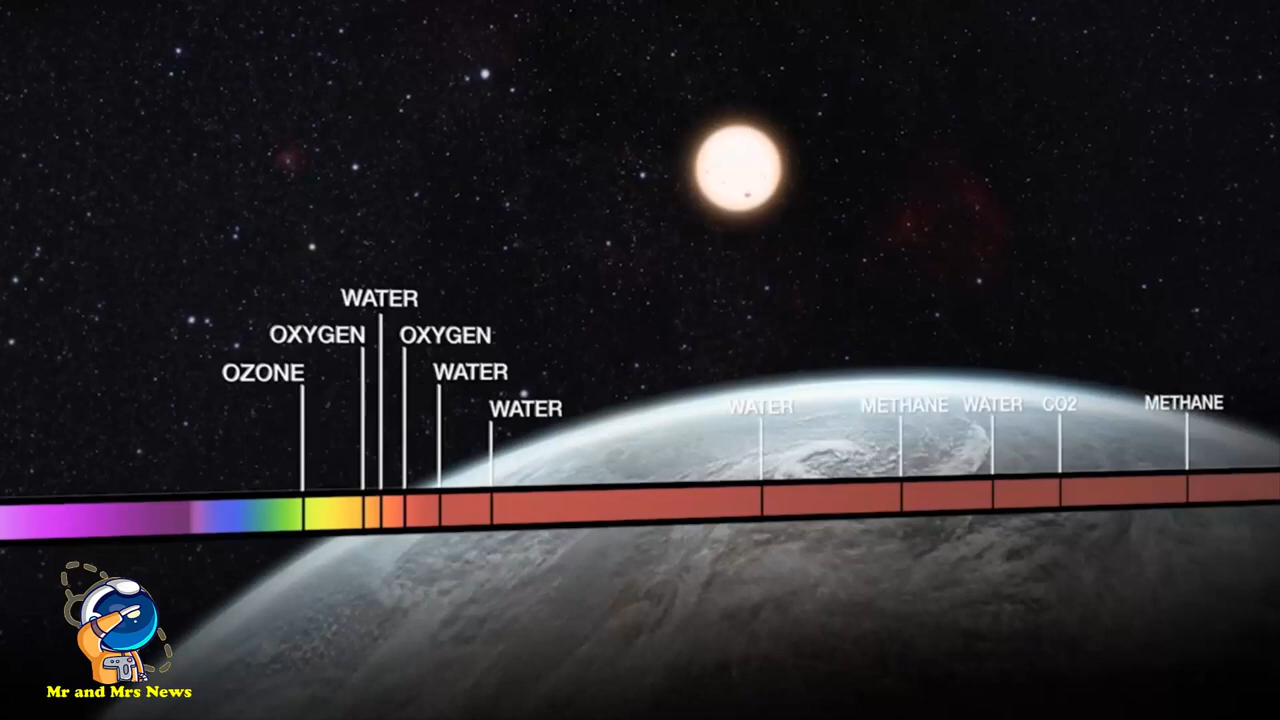 WATER
OXYGEN OXYGEN
OZONE WATER
WATER WATER METHANE WATER CO2 METHANE
Mr and Mrs News